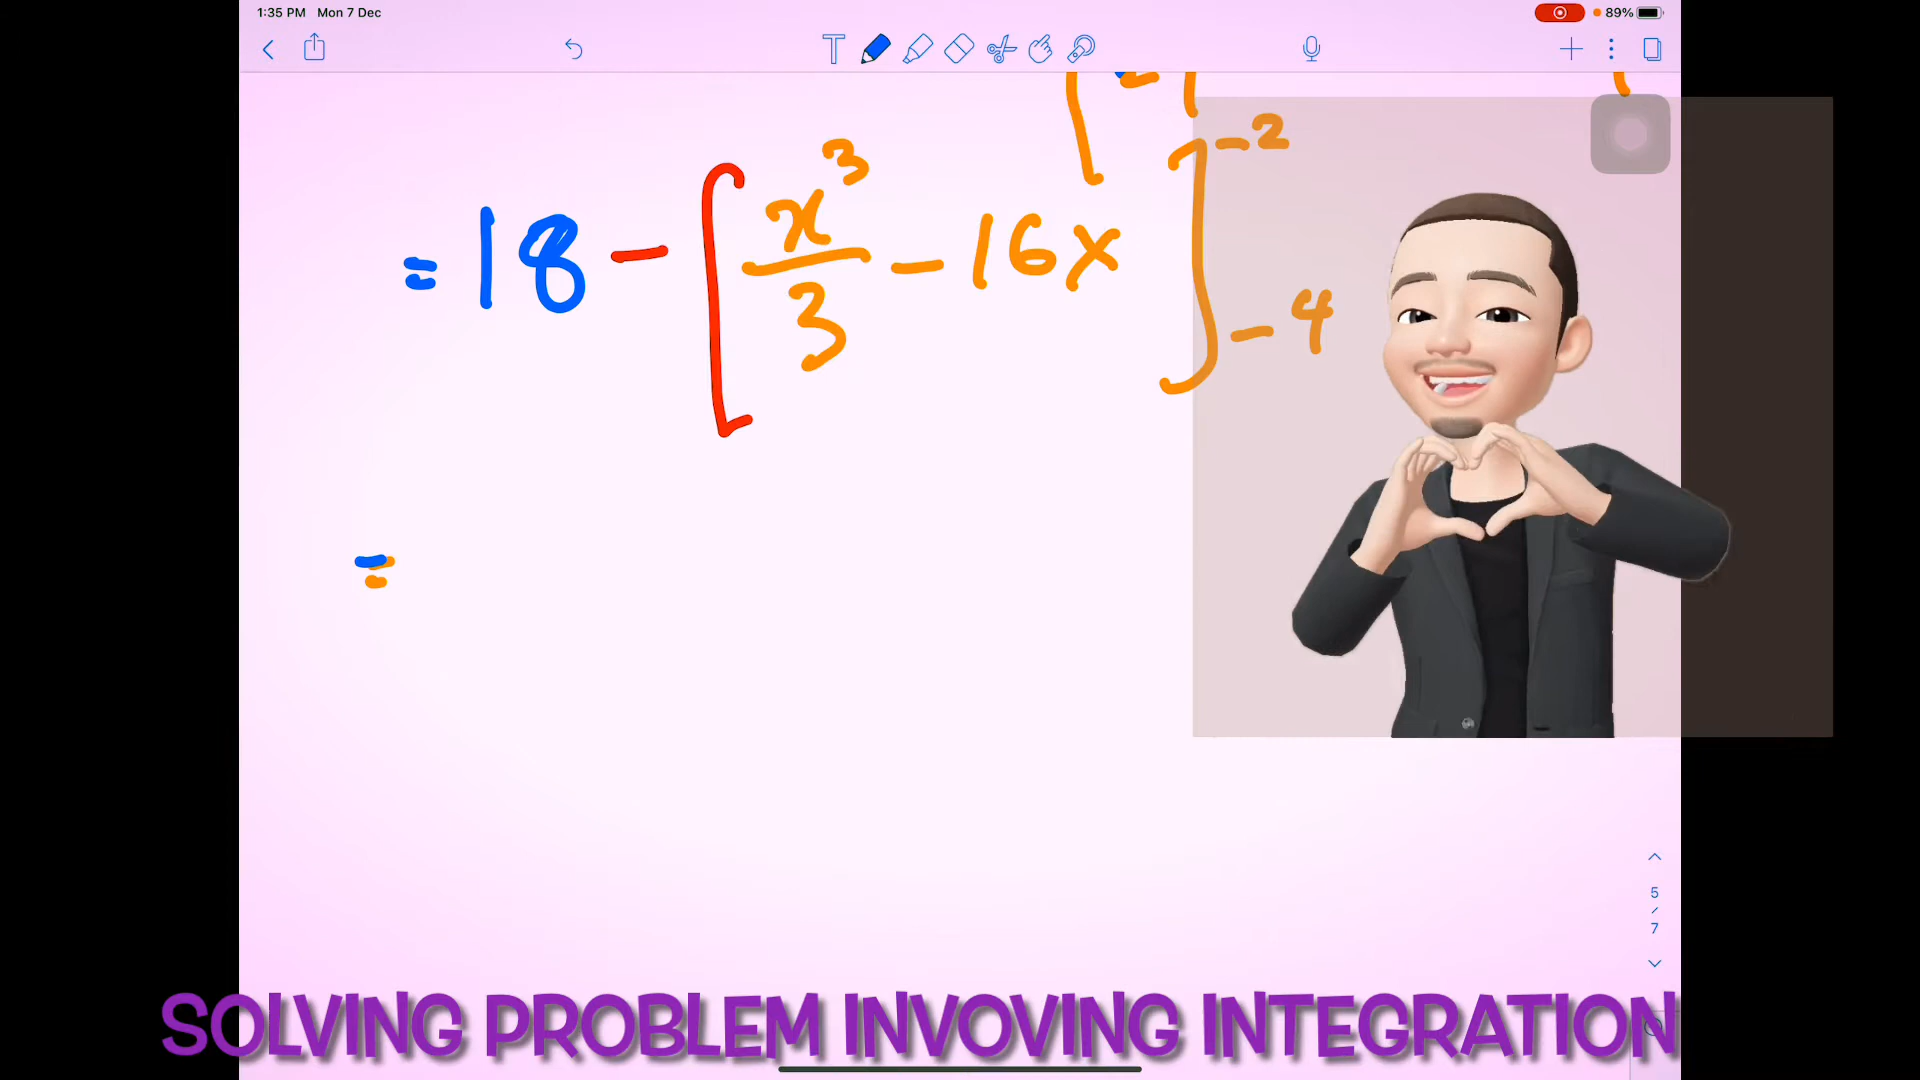 1:35 PM Mon 7 Dec 89%
T
= 18 - [x³/3 - 16x]
-2
-4
=
5
/
7
SOLVING PROBLEM INVOVING INTEGRATION